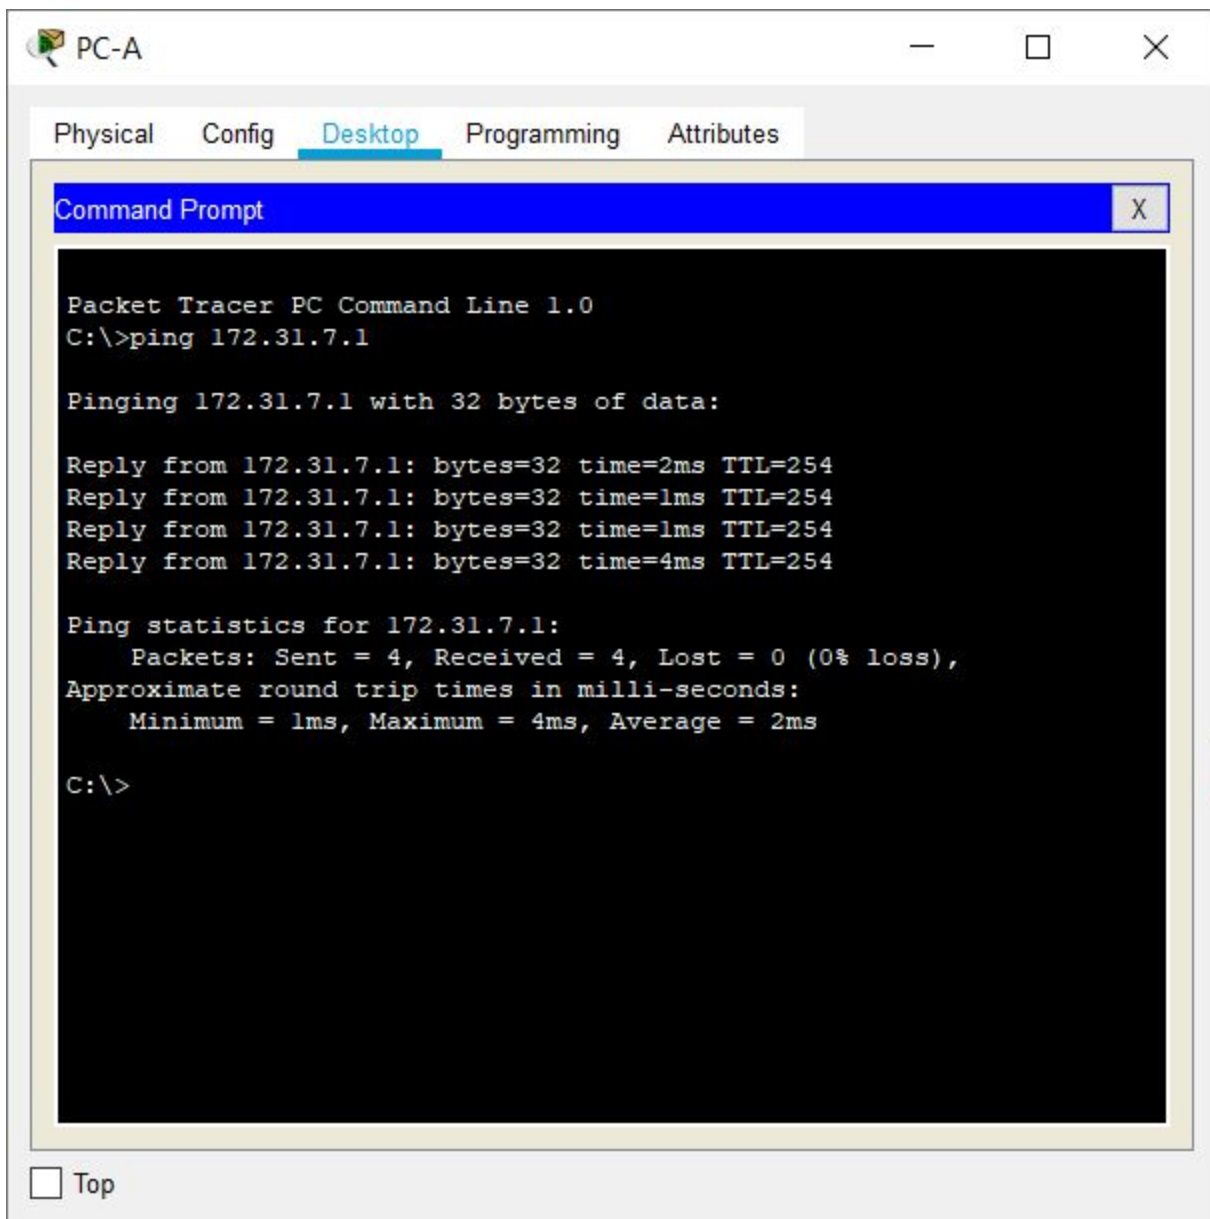 PC-A
Physical Config Desktop Programming Attributes
Command Prompt X
Packet Tracer PC Command Line 1.0
C:\>ping 172.31.7.1
Pinging 172.31.7.1 with 32 bytes of data:
Reply from 172.31.7.1: bytes=32 time=2ms TTL=254
Reply from 172.31.7.1: bytes=32 time=1ms TTL=254
Reply from 172.31.7.1: bytes=32 time=1ms TTL=254
Reply from 172.31.7.1: bytes=32 time=4ms TTL=254
Ping statistics for 172.31.7.1:
Packets: Sent = 4, Received = 4, Lost = 0 (0% loss),
Approximate round trip times in milli-seconds:
Minimum = 1ms, Maximum = 4ms, Average = 2ms
C:\>
Top